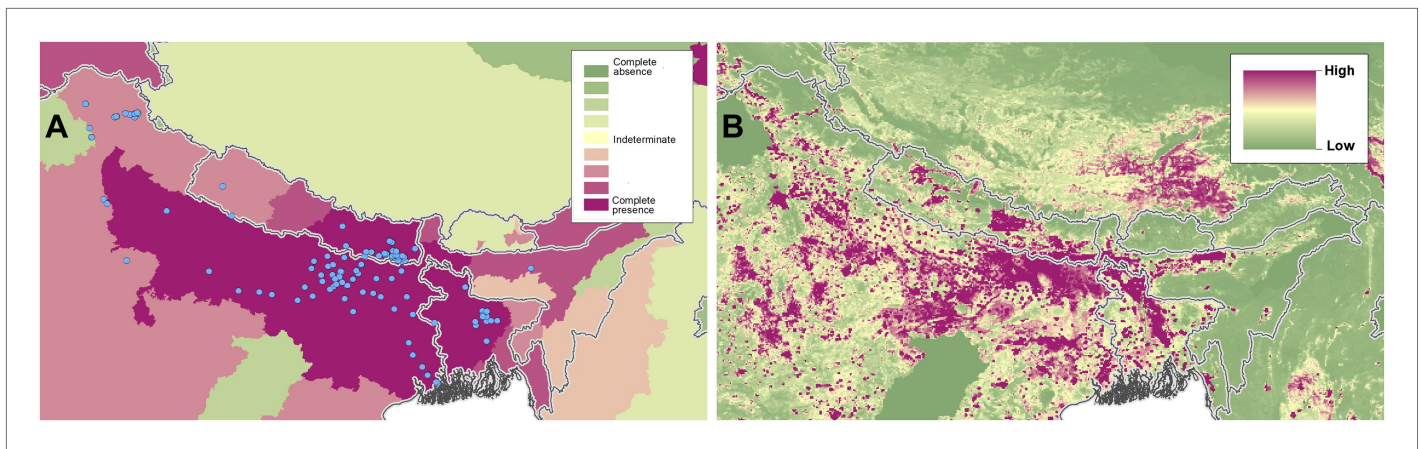 A
Complete
absence
Indeterminate
Complete
presence
B
High
Low